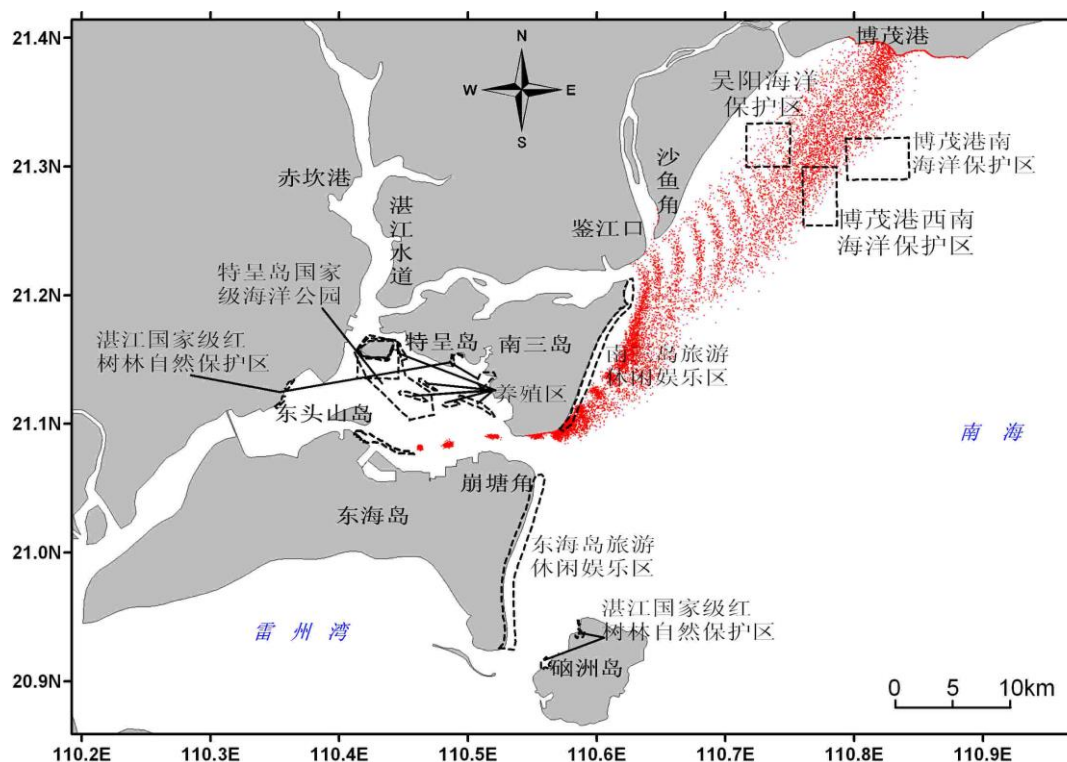 21.4N
21.3N
21.2N
21.1N
21.0N
20.9N
N
W
E
S
博茂港
吴阳海洋
保护区
博茂港南
海洋保护区
博茂港西南
海洋保护区
沙鱼角
鉴江口
赤坎港
湛江水道
特呈岛国家
级海洋公园
湛江国家级红
树林自然保护区
特呈岛
南三岛
南三岛旅游
休闲娱乐区
养殖区
东头山岛
南 海
崩塘角
东海岛
东海岛旅游
休闲娱乐区
湛江国家级红
树林自然保护区
雷 州 湾
硇洲岛
0 5 10km
110.2E 110.3E 110.4E 110.5E 110.6E 110.7E 110.8E 110.9E